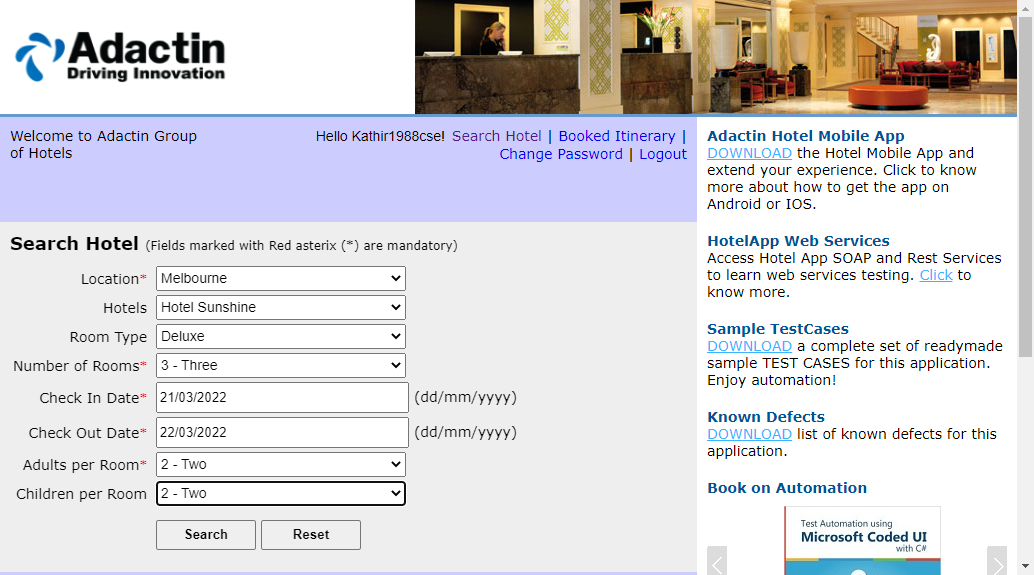 Adactin
Driving Innovation
Welcome to Adactin Group
of Hotels
Hello Kathir1988cse! Search Hotel | Booked Itinerary |
Change Password | Logout
Search Hotel (Fields marked with Red asterix (*) are mandatory)
Location* Melbourne
Hotels Hotel Sunshine
Room Type Deluxe
Number of Rooms* 3 - Three
Check In Date* 21/03/2022 (dd/mm/yyyy)
Check Out Date* 22/03/2022 (dd/mm/yyyy)
Adults per Room* 2 - Two
Children per Room 2 - Two
Search Reset
Adactin Hotel Mobile App
DOWNLOAD the Hotel Mobile App and
extend your experience. Click to know
more about how to get the app on
Android or IOS.
HotelApp Web Services
Access Hotel App SOAP and Rest Services
to learn web services testing. Click to
know more.
Sample TestCases
DOWNLOAD a complete set of readymade
sample TEST CASES for this application.
Enjoy automation!
Known Defects
DOWNLOAD list of known defects for this
application.
Book on Automation
Test Automation using
Microsoft Coded UI
with C#